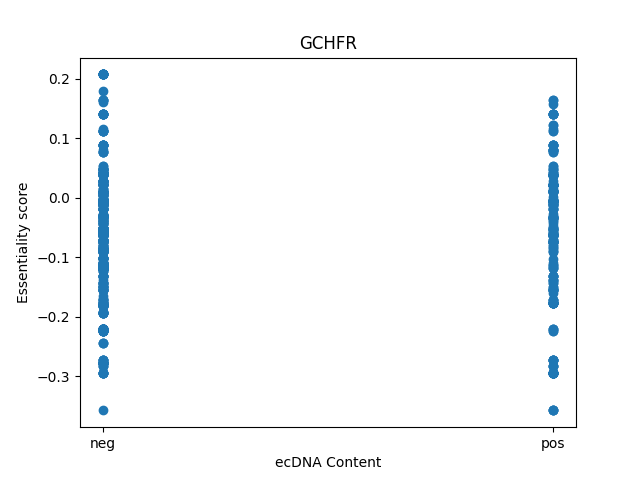 GCHFR
0.2
0.1
0.0
−0.1
−0.2
−0.3
Essentiality score
neg
pos
ecDNA Content